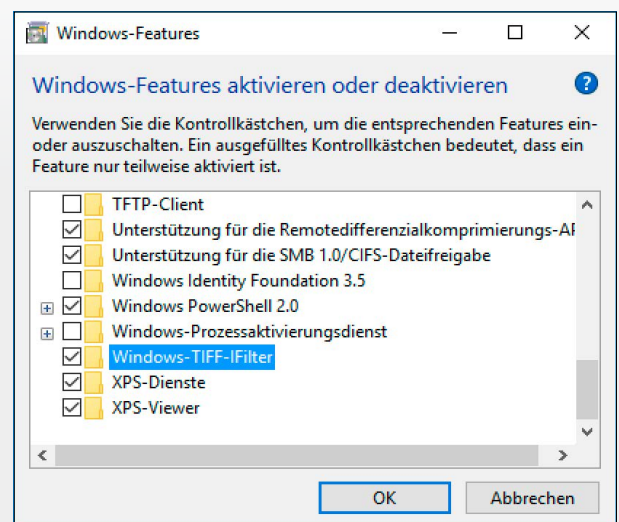 Windows-Features
Windows-Features aktivieren oder deaktivieren
Verwenden Sie die Kontrollkästchen, um die entsprechenden Features ein-
oder auszuschalten. Ein ausgefülltes Kontrollkästchen bedeutet, dass ein
Feature nur teilweise aktiviert ist.
TFTP-Client
Unterstützung für die Remotedifferenzialkomprimierungs-AF
Unterstützung für die SMB 1.0/CIFS-Dateifreigabe
Windows Identity Foundation 3.5
Windows PowerShell 2.0
Windows-Prozessaktivierungsdienst
Windows-TIFF-IFilter
XPS-Dienste
XPS-Viewer
OK Abbrechen